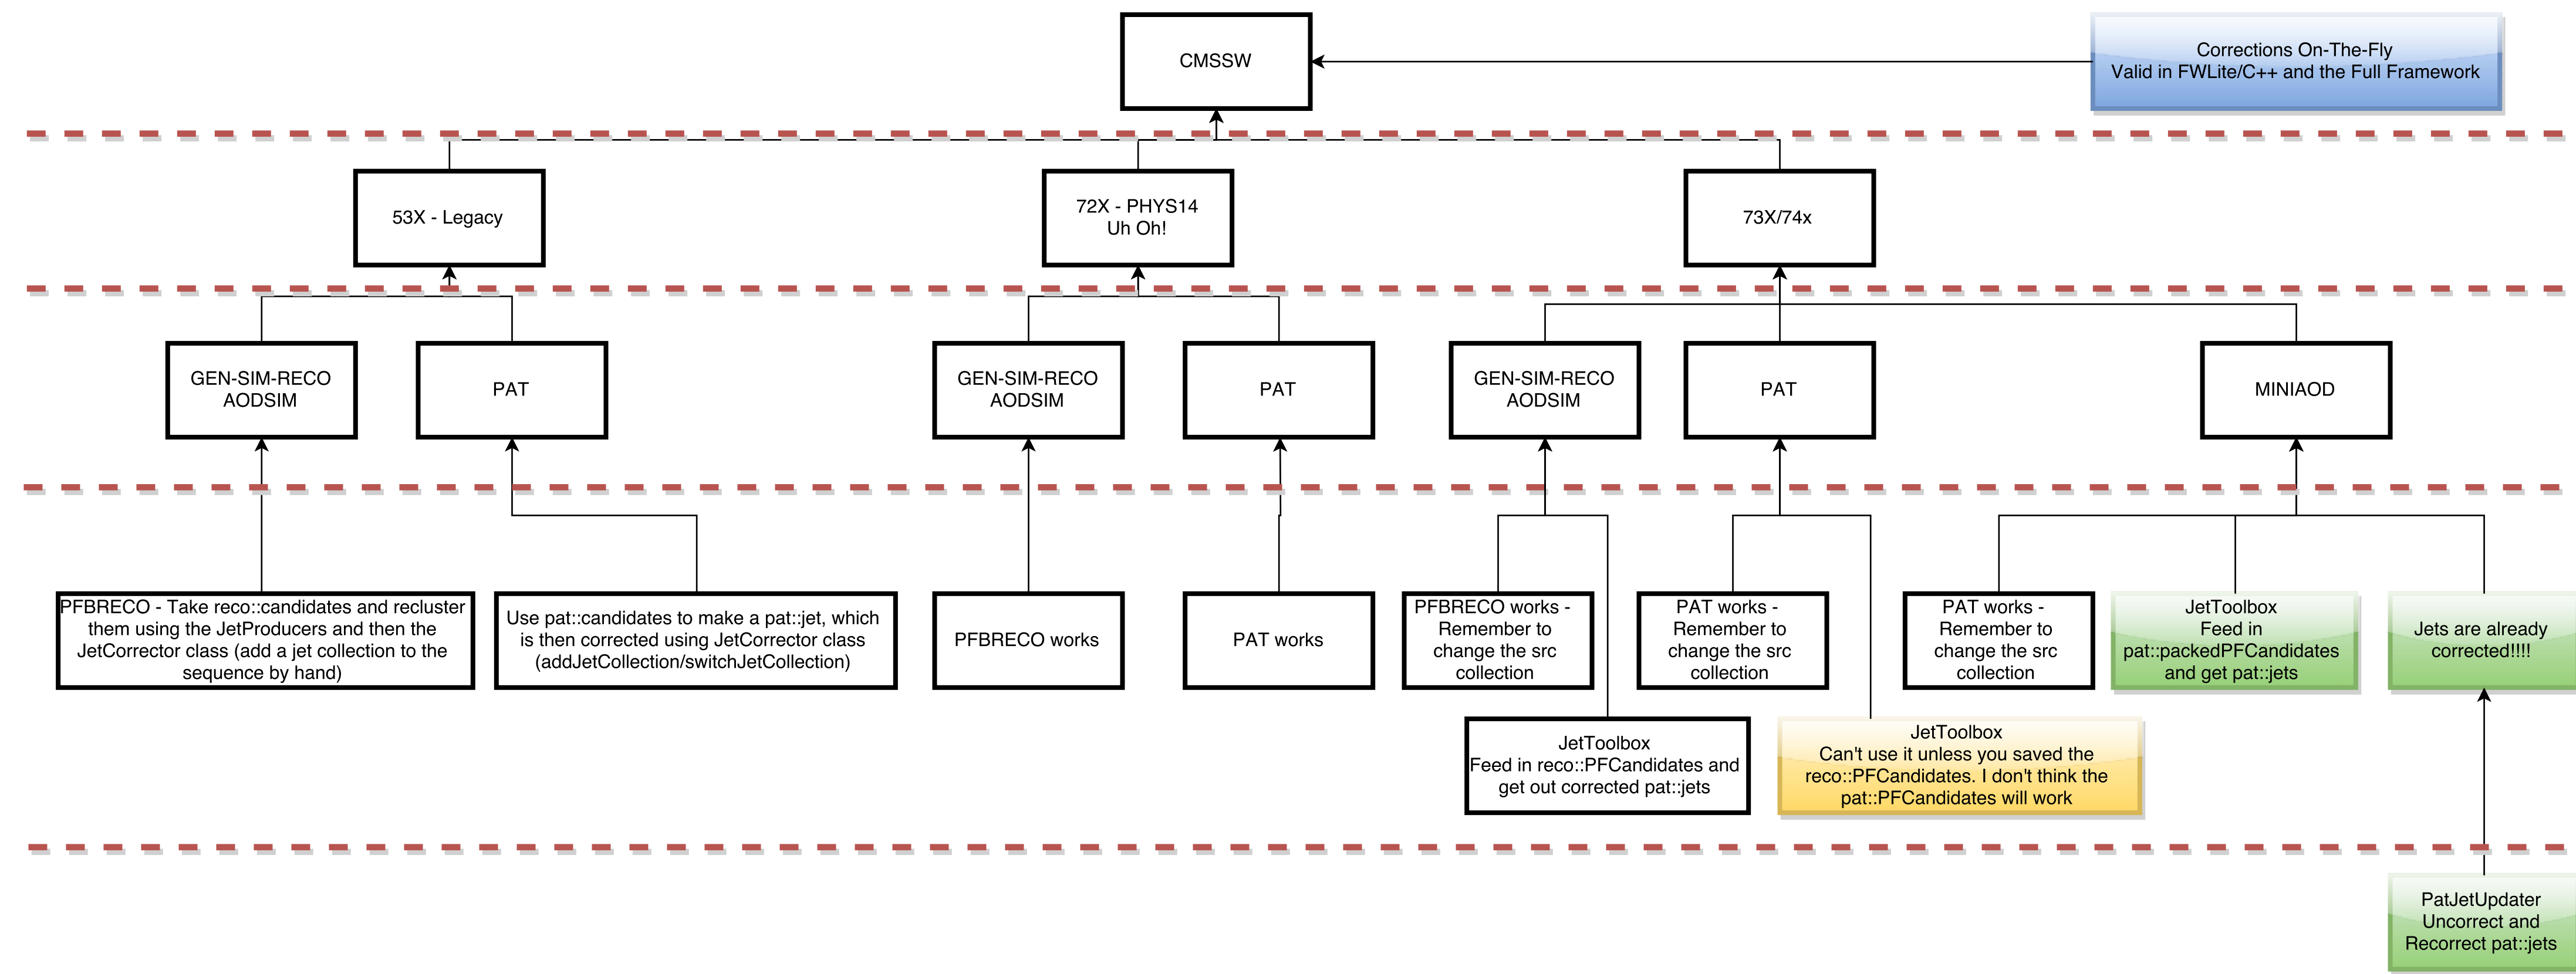 CMSSW
Corrections On-The-Fly
Valid in FWLite/C++ and the Full Framework
53X - Legacy
72X - PHYS14
Uh Oh!
73X/74x
GEN-SIM-RECO
AODSIM
PAT
GEN-SIM-RECO
AODSIM
PAT
GEN-SIM-RECO
AODSIM
PAT
MINIAOD
PFBRECO - Take reco::candidates and recluster
them using the JetProducers and then the
JetCorrector class (add a jet collection to the
sequence by hand)
Use pat::candidates to make a pat::jet, which
is then corrected using JetCorrector class
(addJetCollection/switchJetCollection)
PFBRECO works
PAT works
PFBRECO works -
Remember to
change the src
collection
PAT works -
Remember to
change the src
collection
PAT works -
Remember to
change the src
collection
JetToolbox
Feed in
pat::packedPFCandidates
and get pat::jets
Jets are already
corrected!!!!
JetToolbox
Feed in reco::PFCandidates and
get out corrected pat::jets
JetToolbox
Can't use it unless you saved the
reco::PFCandidates. I don't think the
pat::PFCandidates will work
PatJetUpdater
Uncorrect and
Recorrect pat::jets